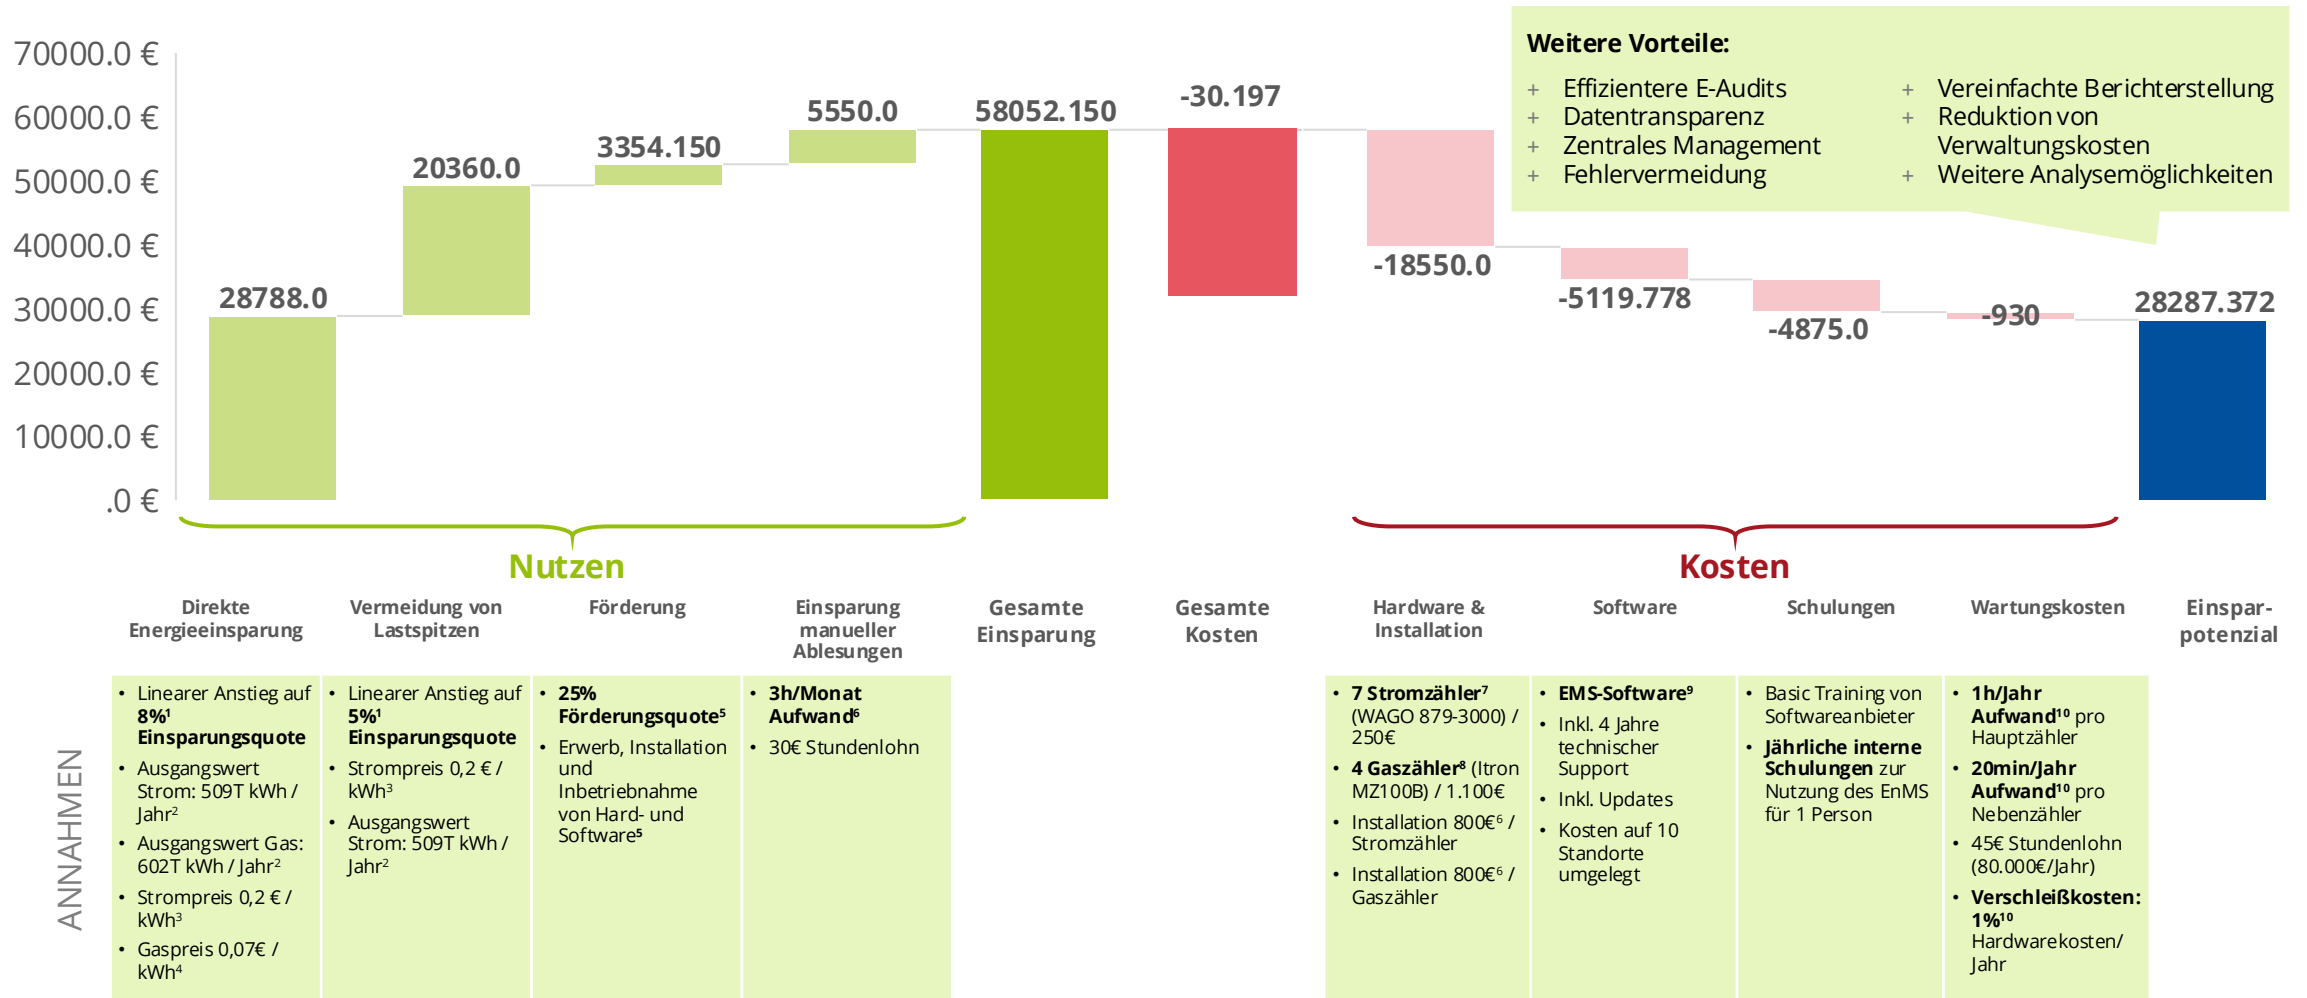 70000.0 €
60000.0 €
50000.0 €
40000.0 €
30000.0 €
20000.0 €
10000.0 €
.0 €
28788.0
20360.0
3354.150
5550.0
58052.150
-30.197
-18550.0
-5119.778
-4875.0
-930
28287.372
Weitere Vorteile:
+ Effizientere E-Audits
+ Datentransparenz
+ Zentrales Management
+ Fehlervermeidung
+ Vereinfachte Berichterstellung
+ Reduktion von
Verwaltungskosten
+ Weitere Analysemöglichkeiten
Nutzen
Kosten
Direkte
Energieeinsparung
Vermeidung von
Lastspitzen
Förderung
Einsparung
manueller
Ablesungen
Gesamte
Einsparung
Gesamte
Kosten
Hardware &
Installation
Software
Schulungen
Wartungskosten
Einspar-
potenzial
ANNAHMEN
• Linearer Anstieg auf
8%¹
Einsparungsquote
• Ausgangswert
Strom: 509T kWh /
Jahr²
• Ausgangswert Gas:
602T kWh / Jahr²
• Strompreis 0,2 € /
kWh³
• Gaspreis 0,07€ /
kWh⁴
• Linearer Anstieg auf
5%¹
Einsparungsquote
• Strompreis 0,2 € /
kWh³
• Ausgangswert
Strom: 509T kWh /
Jahr²
• 25%
Förderungsquote⁵
• Erwerb, Installation
und
Inbetriebnahme
von Hard- und
Software⁵
• 3h/Monat
Aufwand⁶
• 30€ Stundenlohn
• 7 Stromzähler⁷
(WAGO 879-3000) /
250€
• 4 Gaszähler⁸ (Itron
MZ100B) / 1.100€
• Installation 800€⁶ /
Stromzähler
• Installation 800€⁶ /
Gaszähler
• EMS-Software⁹
• Inkl. 4 Jahre
technischer
Support
• Inkl. Updates
• Kosten auf 10
Standorte
umgelegt
• Basic Training von
Softwareanbieter
• Jährliche interne
Schulungen zur
Nutzung des EnMS
für 1 Person
• 1h/Jahr
Aufwand¹⁰ pro
Hauptzähler
• 20min/Jahr
Aufwand¹⁰ pro
Nebenzähler
• 45€ Stundenlohn
(80.000€/Jahr)
• Verschleißkosten:
1%¹⁰
Hardwarekosten/
Jahr